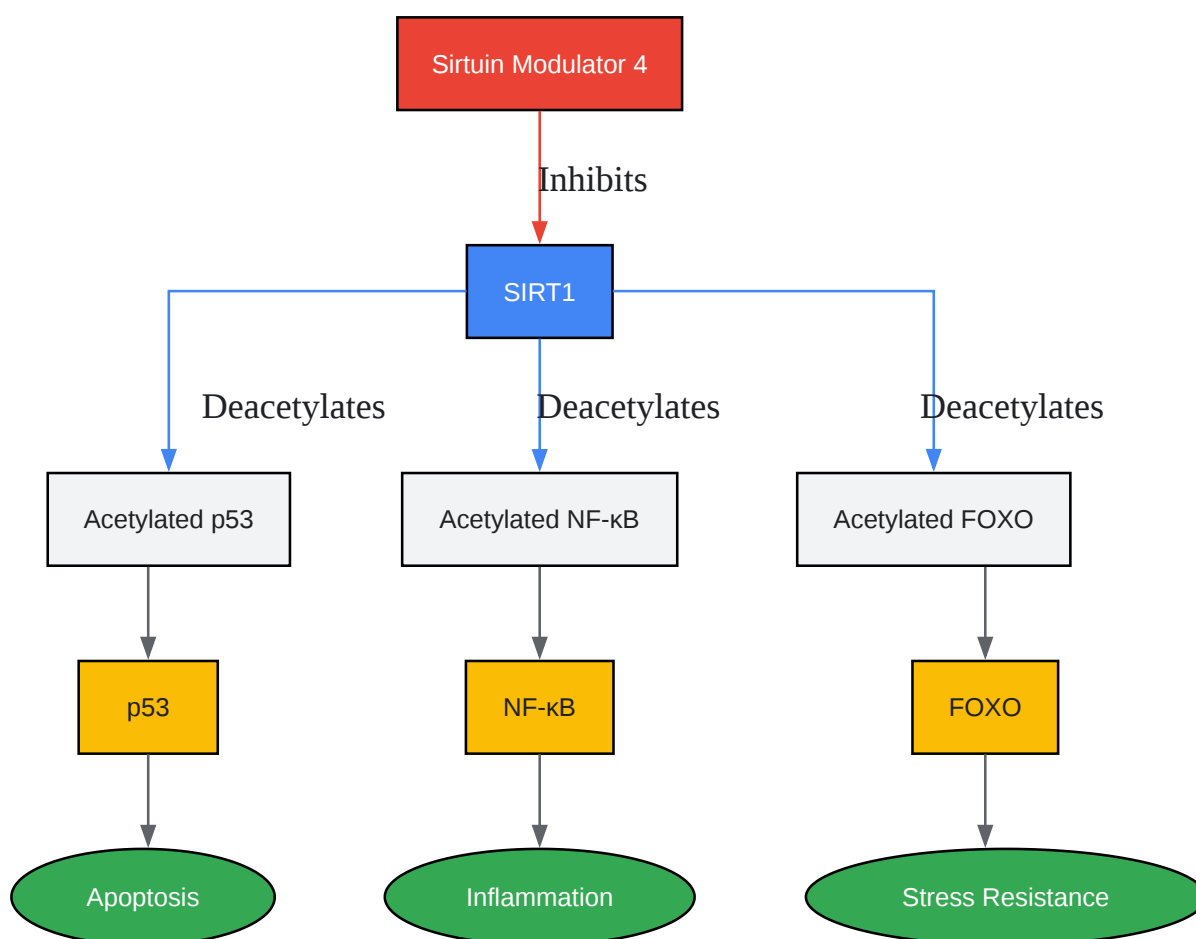 Sirtuin Modulator 4
Inhibits
SIRT1
Deacetylates
Deacetylates
Deacetylates
Acetylated p53
Acetylated NF-κB
Acetylated FOXO
p53
NF-κB
FOXO
Apoptosis
Inflammation
Stress Resistance